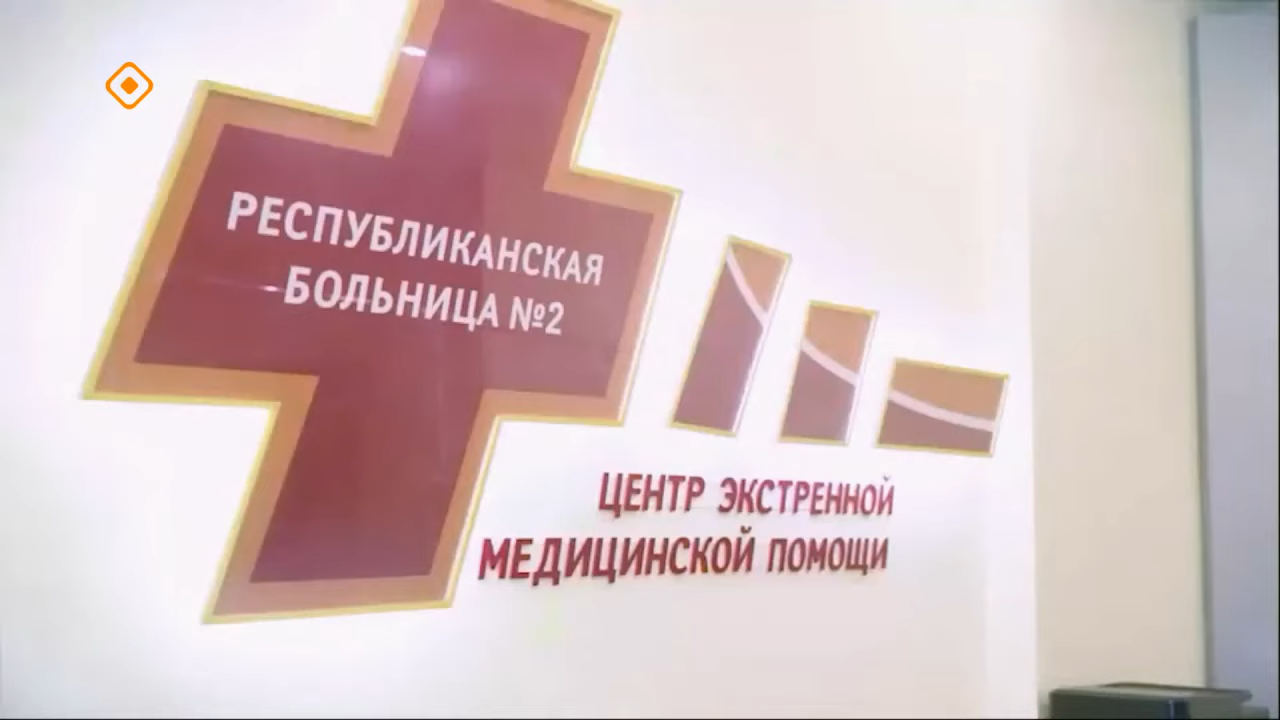 РЕСПУБЛИКАНСКАЯ
БОЛЬНИЦА №2
ЦЕНТР ЭКСТРЕННОЙ
МЕДИЦИНСКОЙ ПОМОЩИ